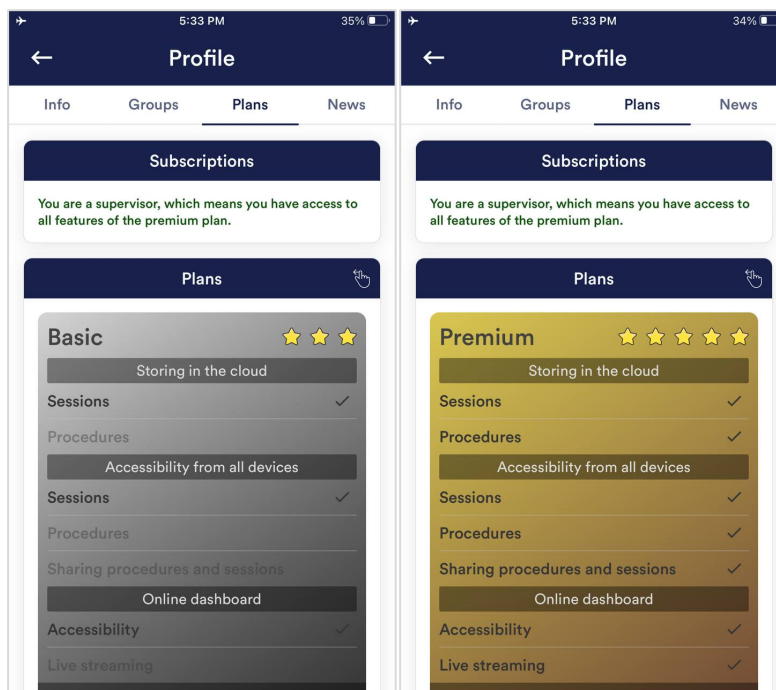 5:33 PM 35%
Profile
Info Groups Plans News
Subscriptions
You are a supervisor, which means you have access to
all features of the premium plan.
Plans
Basic
Storing in the cloud
Sessions
Procedures
Accessibility from all devices
Sessions
Procedures
Sharing procedures and sessions
Online dashboard
Accessibility
Live streaming
5:33 PM 34%
Profile
Info Groups Plans News
Subscriptions
You are a supervisor, which means you have access to
all features of the premium plan.
Plans
Premium
Storing in the cloud
Sessions
Procedures
Accessibility from all devices
Sessions
Procedures
Sharing procedures and sessions
Online dashboard
Accessibility
Live streaming